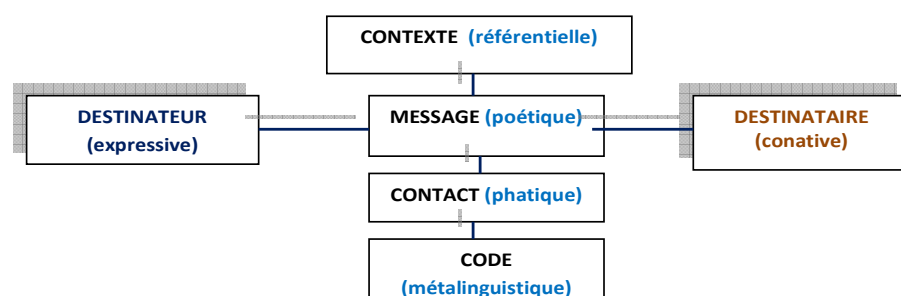 CONTEXTE (référentielle)
DESTINATEUR
(expressive)
MESSAGE (poétique)
DESTINATAIRE
(conative)
CONTACT (phatique)
CODE
(métalinguistique)